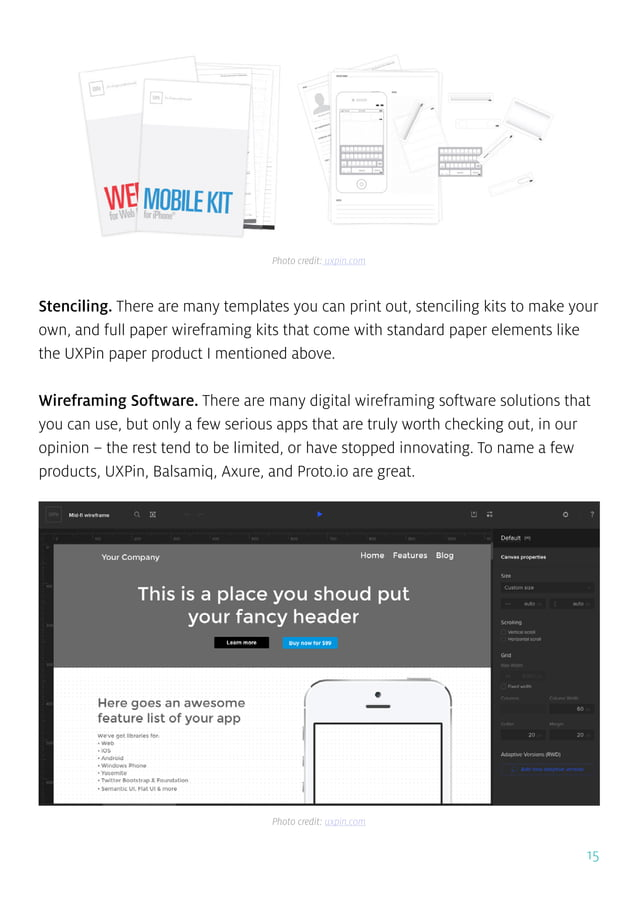 WE
for Web
MOBILE KIT
for iPhone®
Photo credit: uxpin.com
Stenciling. There are many templates you can print out, stenciling kits to make your
own, and full paper wireframing kits that come with standard paper elements like
the UXPin paper product I mentioned above.
Wireframing Software. There are many digital wireframing software solutions that
you can use, but only a few serious apps that are truly worth checking out, in our
opinion – the rest tend to be limited, or have stopped innovating. To name a few
products, UXPin, Balsamiq, Axure, and Proto.io are great.
Mid-fi wireframe
?
Default
Canvas properties
Your Company
Home Features Blog
This is a place you shoud put
your fancy header
Learn more
Buy now for $99
Size
Custom size
auto
auto
Scrolling
Vertical scroll
Horizontal scroll
Grid
Fixed width
Columns Column Width
60
Margin
20
20
Adaptive Versions (RWD)
Add new adaptive version
Here goes an awesome
feature list of your app
We've got libraries for:
• Web
• iOS
• Android
• Windows Phone
• Yosemite
• Twitter Bootstrap X Foundation
• Semantic UI, Flat UI & more
Photo credit: uxpin.com
15